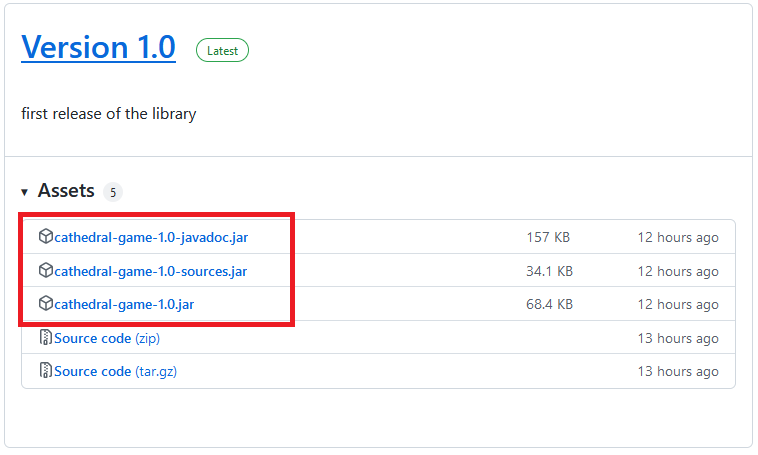 Version 1.0 Latest
first release of the library
Assets 5
cathedral-game-1.0-javadoc.jar 157 KB 12 hours ago
cathedral-game-1.0-sources.jar 34.1 KB 12 hours ago
cathedral-game-1.0.jar 68.4 KB 12 hours ago
Source code (zip) 13 hours ago
Source code (tar.gz) 13 hours ago